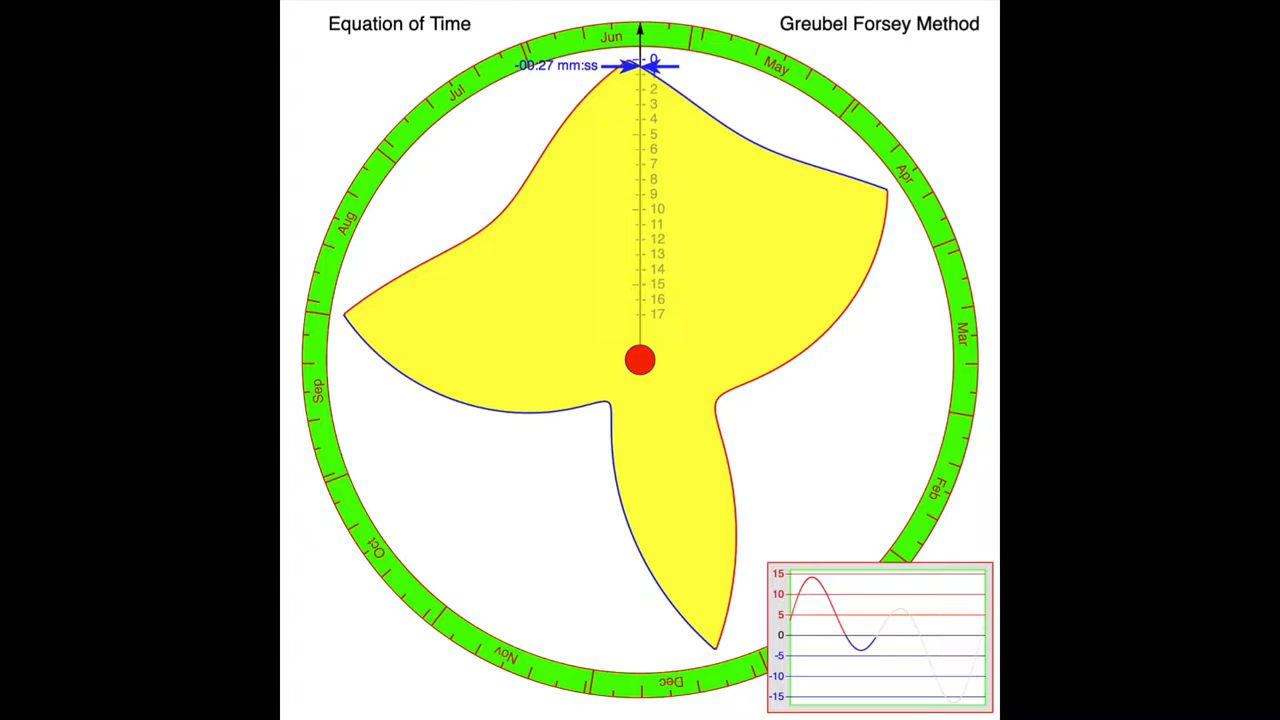 Equation of Time
Greubel Forsey Method
Jun
May
Apr
Mar
Feb
Dec
Nov
Oct
Sep
Aug
Jul
-00:27 mm:ss
0
2
3
4
5
6
7
8
9
10
11
12
13
14
15
16
17
15
10
5
0
-5
-10
-15